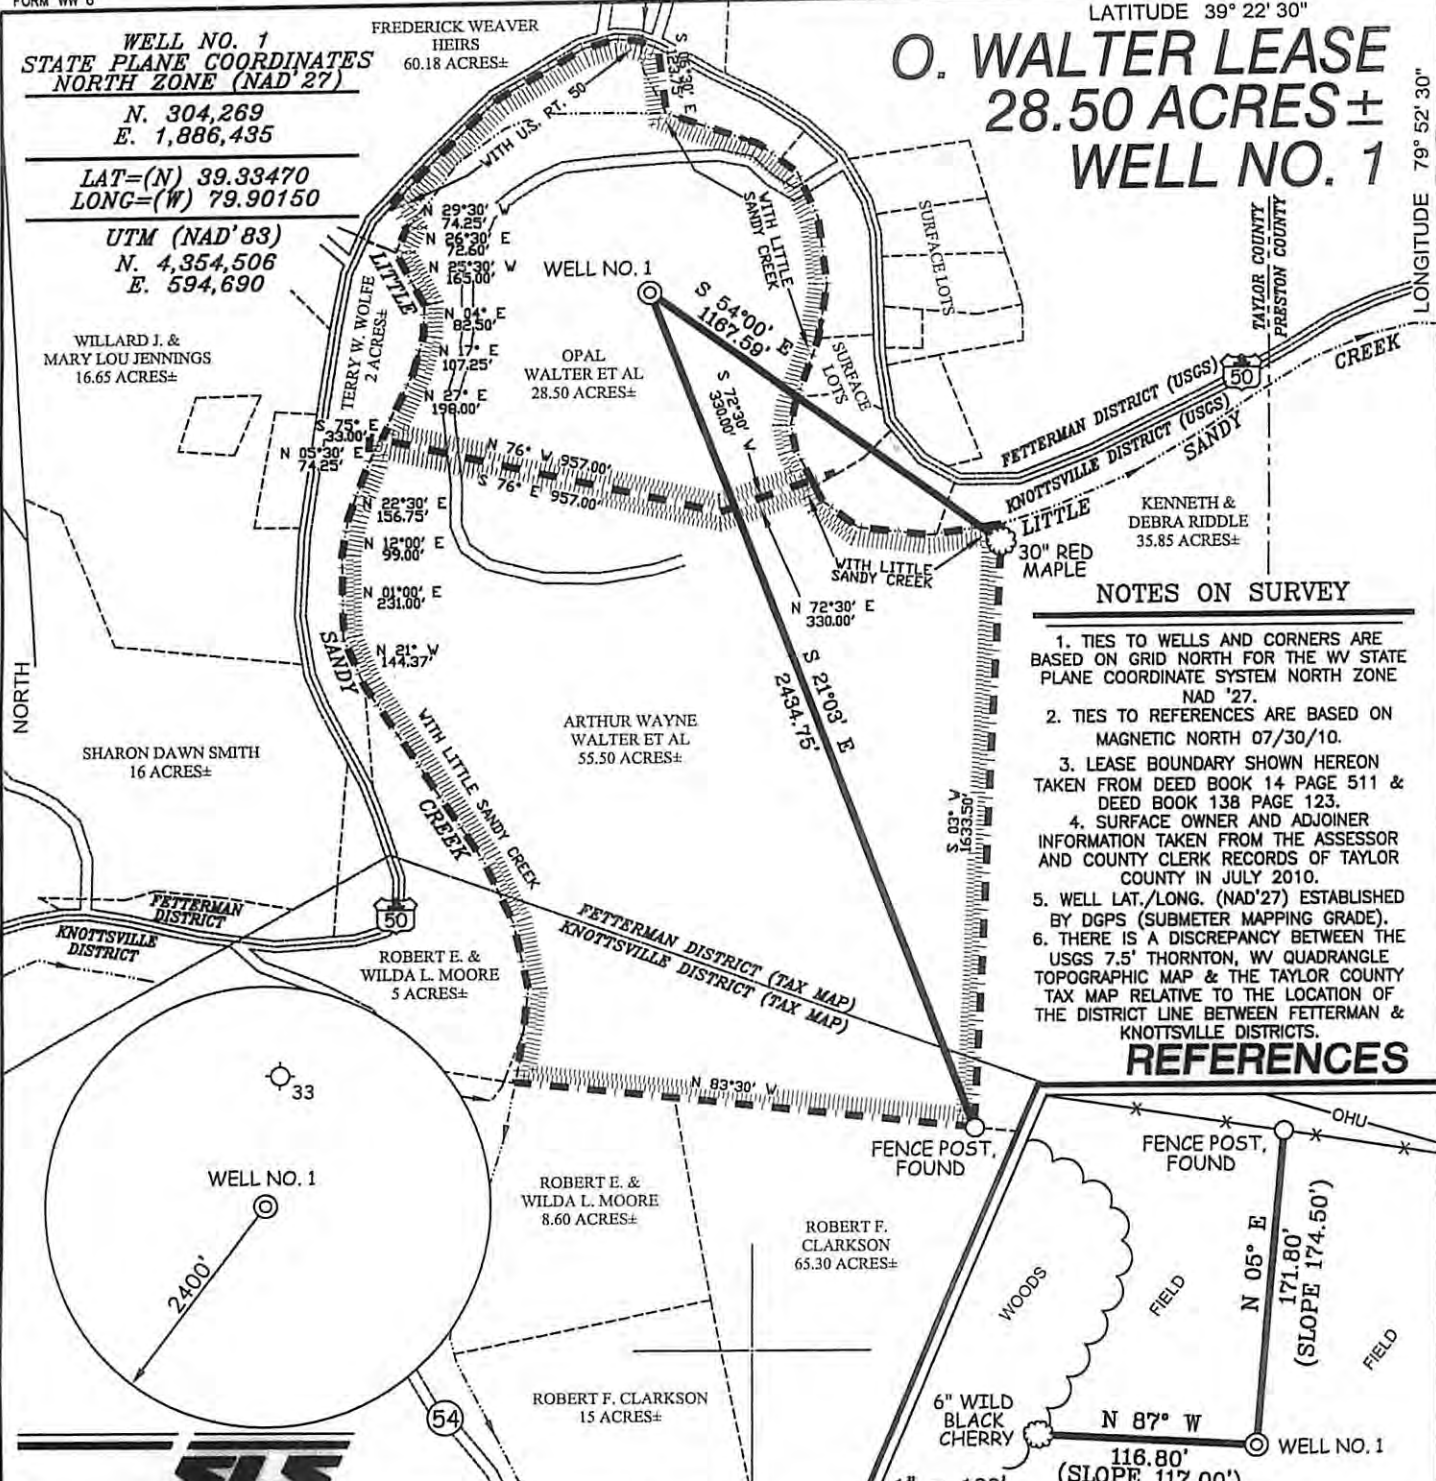 FORM WW-6
WELL NO. 1
STATE PLANE COORDINATES
NORTH ZONE (NAD'27)
N. 304,269
E. 1,886,435
LAT=(N) 39.33470
LONG=(W) 79.90150
UTM (NAD'83)
N. 4,354,506
E. 594,690
FREDERICK WEAVER
HEIRS
60.18 ACRES±
LATITUDE 39° 22' 30"
O. WALTER LEASE
28.50 ACRES±
WELL NO. 1
LONGITUDE 79° 52' 30"
WITH U.S. RT. 50
N 29°30' W
74.25'
N 26°30' E
72.60'
N 25°30' W
165.00'
N 04° E
82.50'
N 17° E
107.25'
N 27° E
198.00'
S 75° E
33.00'
N 05°30' E
74.25'
LITTLE
TERRY W. WOLFE
2 ACRES±
WILLARD J. &
MARY LOU JENNINGS
16.65 ACRES±
WELL NO. 1
S 54°00' E
1167.59'
OPAL
WALTER ET AL
28.50 ACRES±
WITH LITTLE
SANDY CREEK
SURFACE LOTS
SURFACE
LOTS
S 72°30' W
330.00'
TAYLOR COUNTY
PRESTON COUNTY
FETTERMAN DISTRICT (USGS)
50
KNOTTSVILLE DISTRICT (USGS)
LITTLE
SANDY
CREEK
N 76° W 957.00'
S 76° E 957.00'
N 22°30' E
156.75'
N 12°00' E
99.00'
N 01°00' E
231.00'
N 21° W
144.37'
SANDY
WITH LITTLE
SANDY CREEK
30" RED
MAPLE
KENNETH &
DEBRA RIDDLE
35.85 ACRES±
N 72°30' E
330.00'
S 21°03' E
2434.75'
NORTH
SHARON DAWN SMITH
16 ACRES±
ARTHUR WAYNE
WALTER ET AL
55.50 ACRES±
WITH LITTLE SANDY CREEK
CREEK
S 03° W
1633.50'
NOTES ON SURVEY
1. TIES TO WELLS AND CORNERS ARE
BASED ON GRID NORTH FOR THE WV STATE
PLANE COORDINATE SYSTEM NORTH ZONE
NAD '27.
2. TIES TO REFERENCES ARE BASED ON
MAGNETIC NORTH 07/30/10.
3. LEASE BOUNDARY SHOWN HEREON
TAKEN FROM DEED BOOK 14 PAGE 511 &
DEED BOOK 138 PAGE 123.
4. SURFACE OWNER AND ADJOINER
INFORMATION TAKEN FROM THE ASSESSOR
AND COUNTY CLERK RECORDS OF TAYLOR
COUNTY IN JULY 2010.
5. WELL LAT./LONG. (NAD'27) ESTABLISHED
BY DGPS (SUBMETER MAPPING GRADE).
6. THERE IS A DISCREPANCY BETWEEN THE
USGS 7.5' THORNTON, WV QUADRANGLE
TOPOGRAPHIC MAP & THE TAYLOR COUNTY
TAX MAP RELATIVE TO THE LOCATION OF
THE DISTRICT LINE BETWEEN FETTERMAN &
KNOTTSVILLE DISTRICTS.
FETTERMAN
DISTRICT
KNOTTSVILLE
DISTRICT
50
ROBERT E. &
WILDA L. MOORE
5 ACRES±
FETTERMAN DISTRICT (TAX MAP)
KNOTTSVILLE DISTRICT (TAX MAP)
N 83°30' W
FENCE POST,
FOUND
33
WELL NO. 1
2400'
ROBERT E. &
WILDA L. MOORE
8.60 ACRES±
ROBERT F.
CLARKSON
65.30 ACRES±
ROBERT F. CLARKSON
15 ACRES±
54
SLS
REFERENCES
OHU
FENCE POST,
FOUND
N 05° E
171.80'
(SLOPE 174.50')
WOODS
FIELD
FIELD
6" WILD
BLACK
CHERRY
N 87° W
116.80'
(SLOPE 117.00')
WELL NO. 1